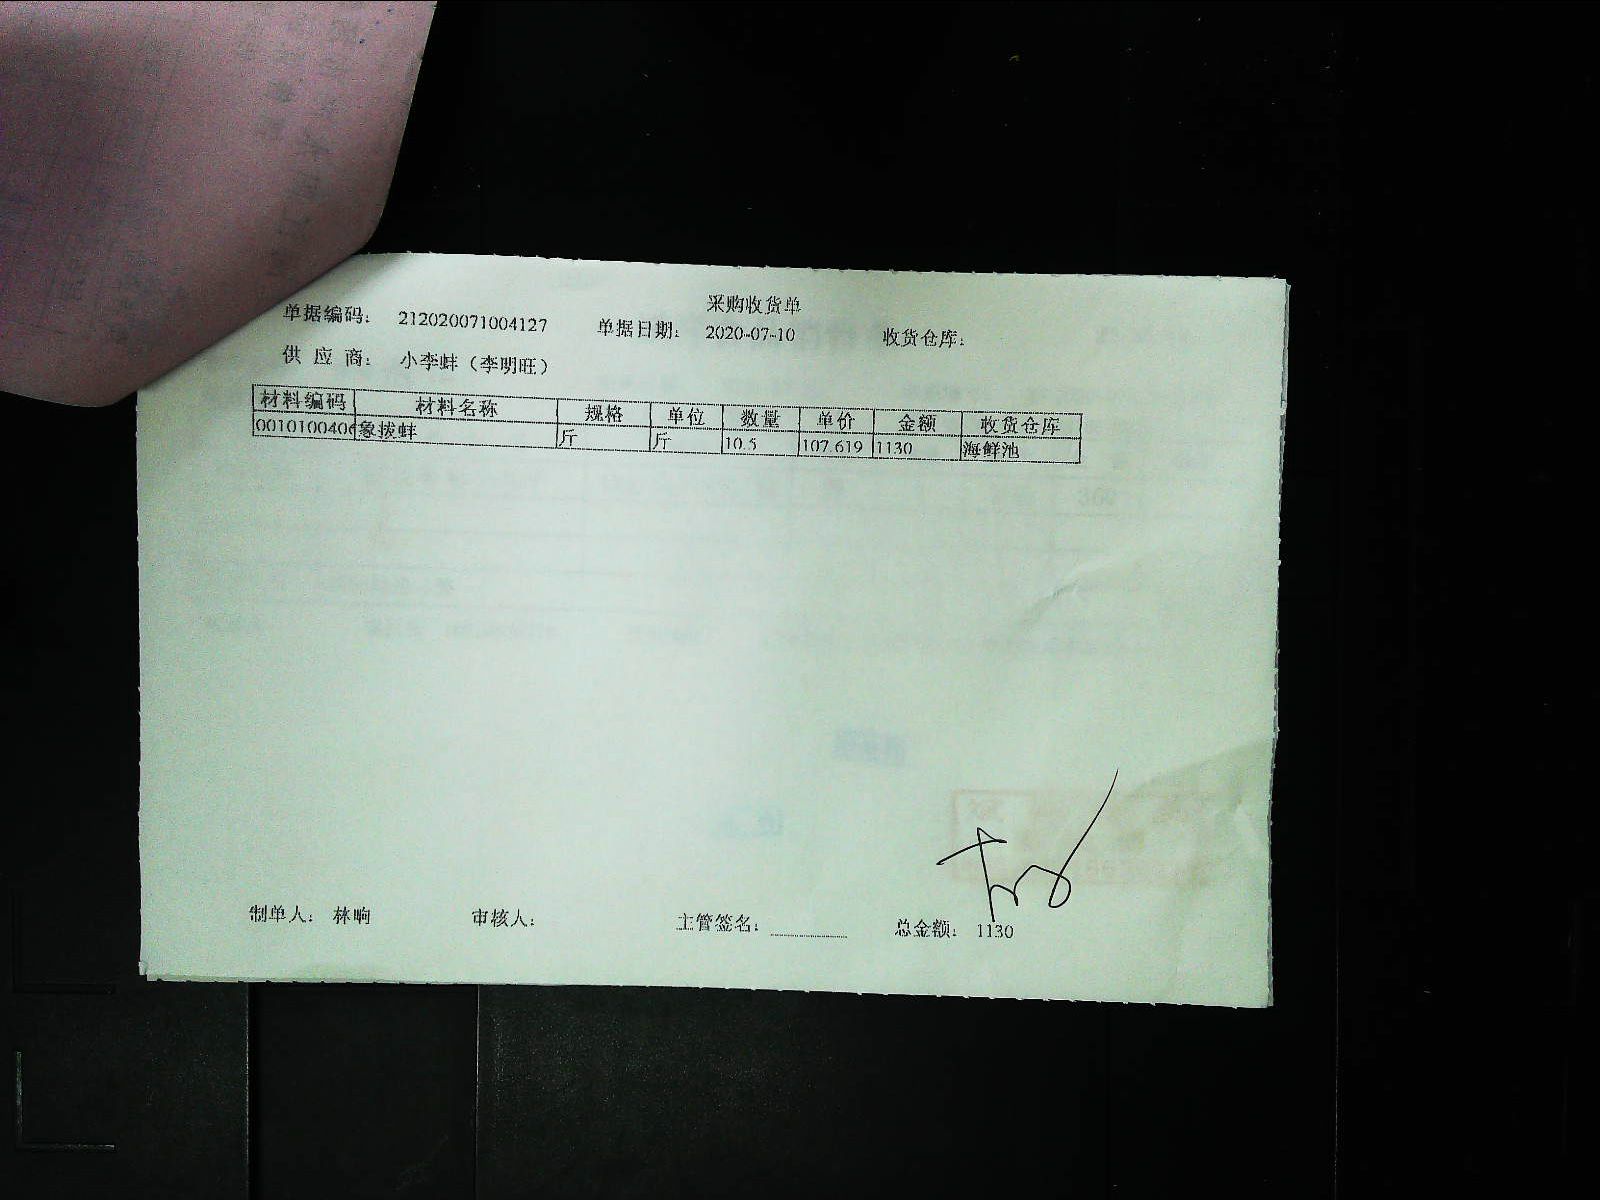 采购收货单
单据编码： 212020071004127 单据日期： 2020-07-10 收货仓库：
供 应 商： 小李蚌（李明旺）
材料编码 材料名称 规格 单位 数量 单价 金额 收货仓库
0010100406 象拔蚌 斤 斤 10.5 107.619 1130 海鲜池
制单人： 林晌 审核人： 主管签名： 总金额： 1130